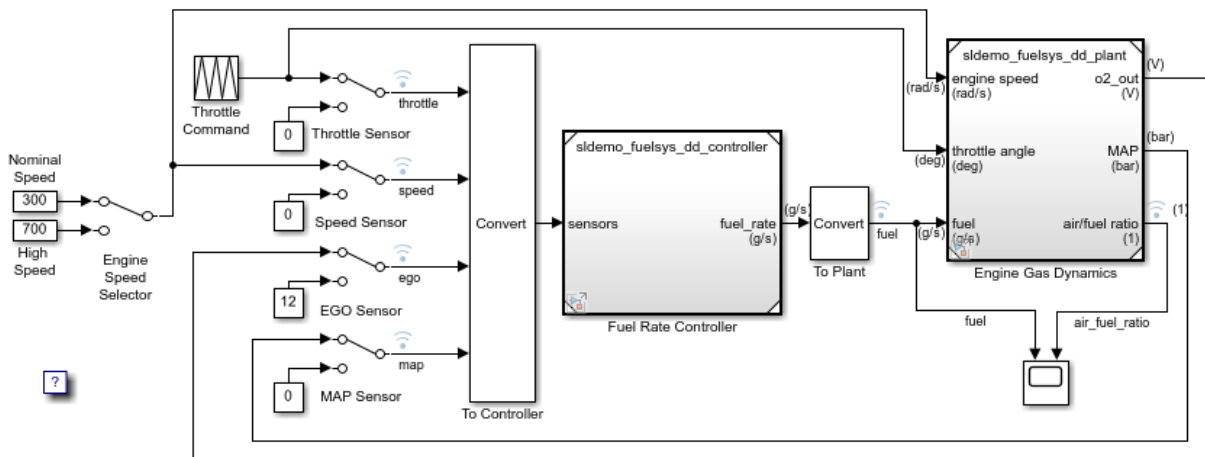 sldemo_fuelsys_dd_plant
(V)
engine speed
(rad/s)
(rad/s)
o2_out
(V)
Throttle
Command
throttle
0
Throttle Sensor
sldemo_fuelsys_dd_controller
(bar)
throttle angle
(deg)
(deg)
MAP
(bar)
Nominal
Speed
300
700
High
Speed
Engine
Speed
Selector
speed
0
Speed Sensor
Convert
sensors
fuel_rate
(g/s)
(g/s)
Convert
fuel
To Plant
(g/s)
fuel
(g/s)
air/fuel ratio
(1)
(1)
Engine Gas Dynamics
ego
12
EGO Sensor
Fuel Rate Controller
fuel
air_fuel_ratio
map
0
MAP Sensor
To Controller
?